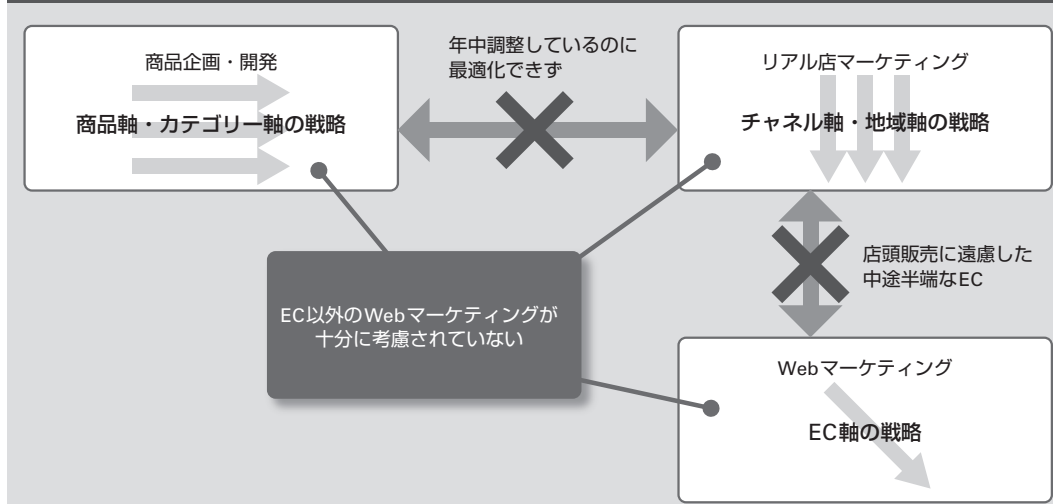 商品企画・開発
商品軸・カテゴリー軸の戦略
年中調整しているのに
最適化できず
リアル店マーケティング
チャネル軸・地域軸の戦略
EC以外のWebマーケティングが
十分に考慮されていない
店頭販売に遠慮した
中途半端なEC
Webマーケティング
EC軸の戦略